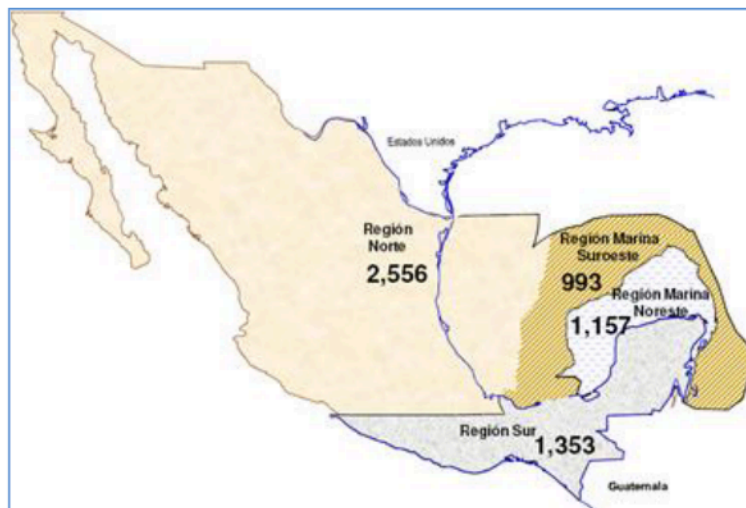 Estados Unidos
Región
Norte
2,556
Región Marina
Suroeste
993
Región Marina
Noreste
1,157
Región Sur
1,353
Guatemala